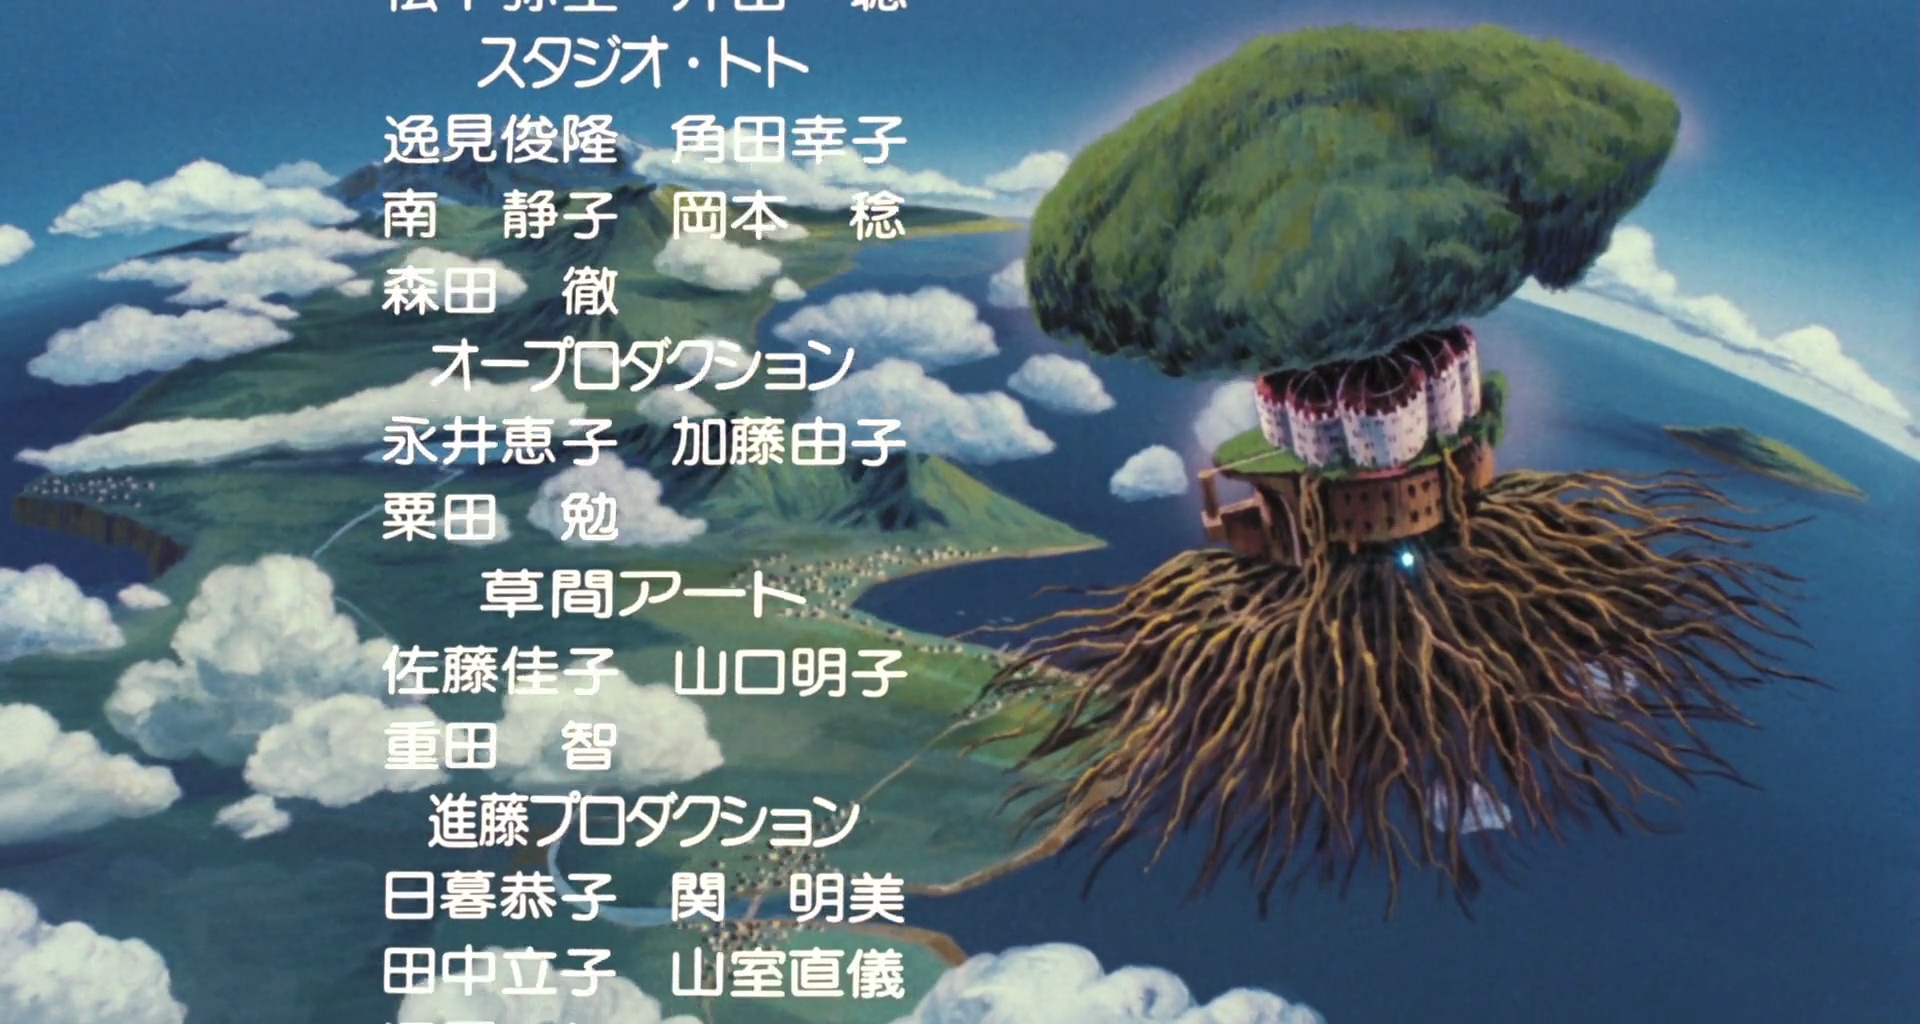 スタジオ・トト
逸見俊隆　角田幸子
南　静子　岡本　稔
森田　徹
オープロダクション
永井恵子　加藤由子
粟田　勉
草間アート
佐藤佳子　山口明子
重田　智
進藤プロダクション
日暮恭子　関　明美
田中立子　山室直儀